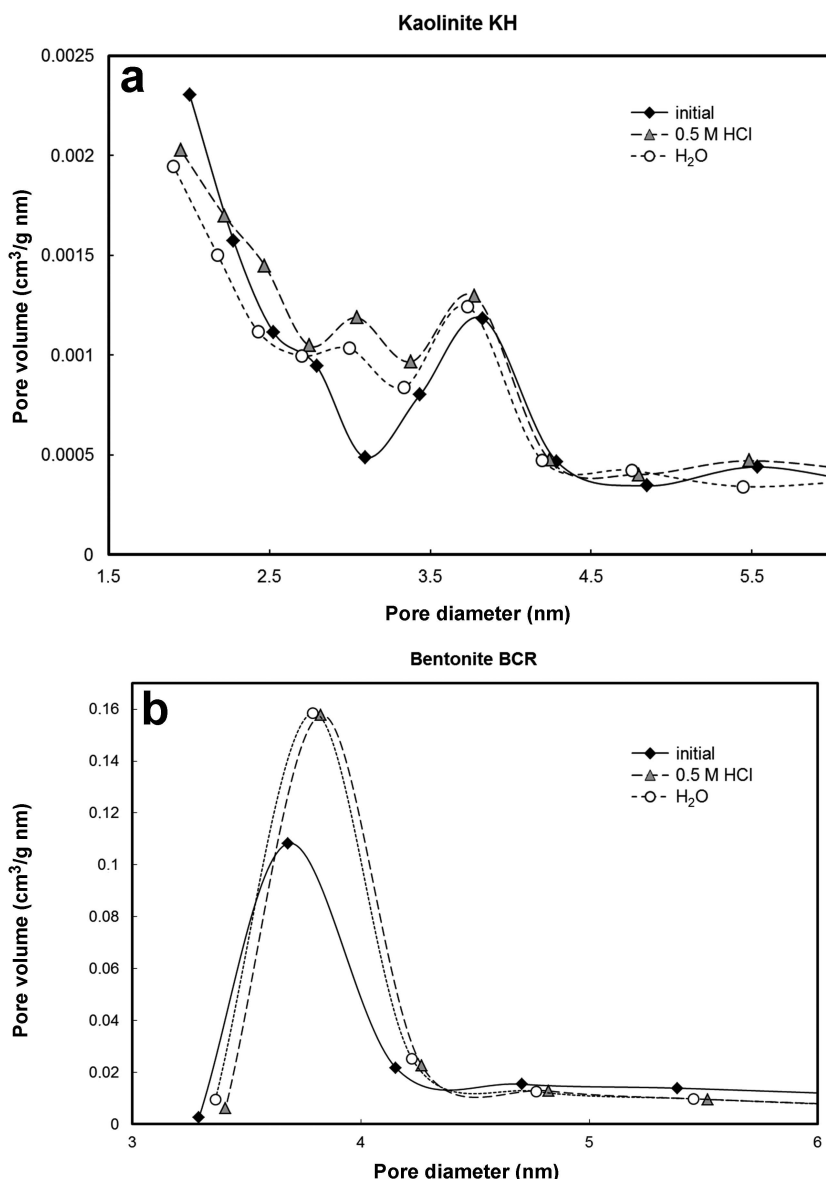 Kaolinite KH
a
0.0025
0.002
0.0015
0.001
0.0005
0
Pore volume (cm³/g nm)
initial
0.5 M HCl
H₂O
1.5
2.5
3.5
4.5
5.5
Pore diameter (nm)
Bentonite BCR
b
0.16
0.14
0.12
0.1
0.08
0.06
0.04
0.02
0
Pore volume (cm³/g nm)
initial
0.5 M HCl
H₂O
3
4
5
6
Pore diameter (nm)